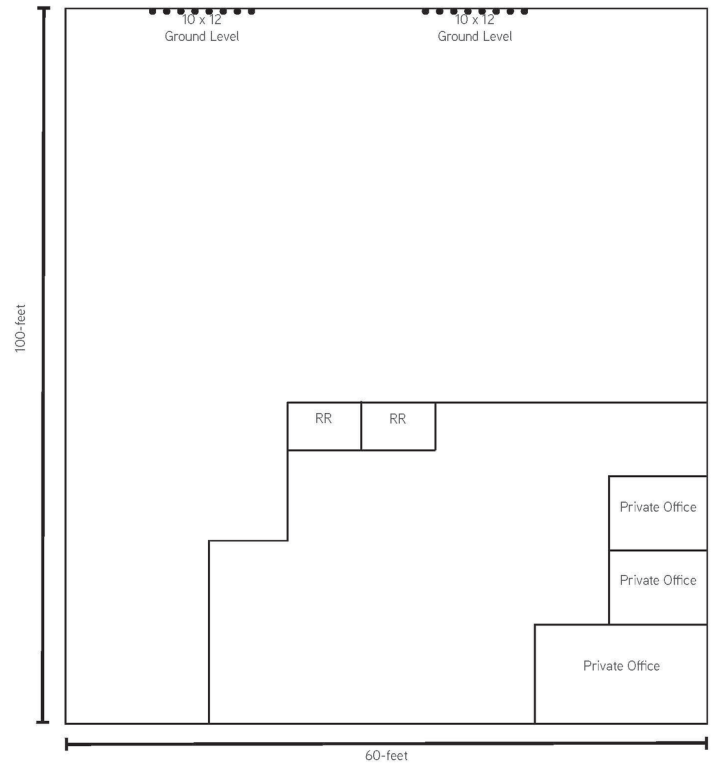 10 x 12
Ground Level
10 x 12
Ground Level
100-feet
RR
RR
Private Office
Private Office
Private Office
60-feet